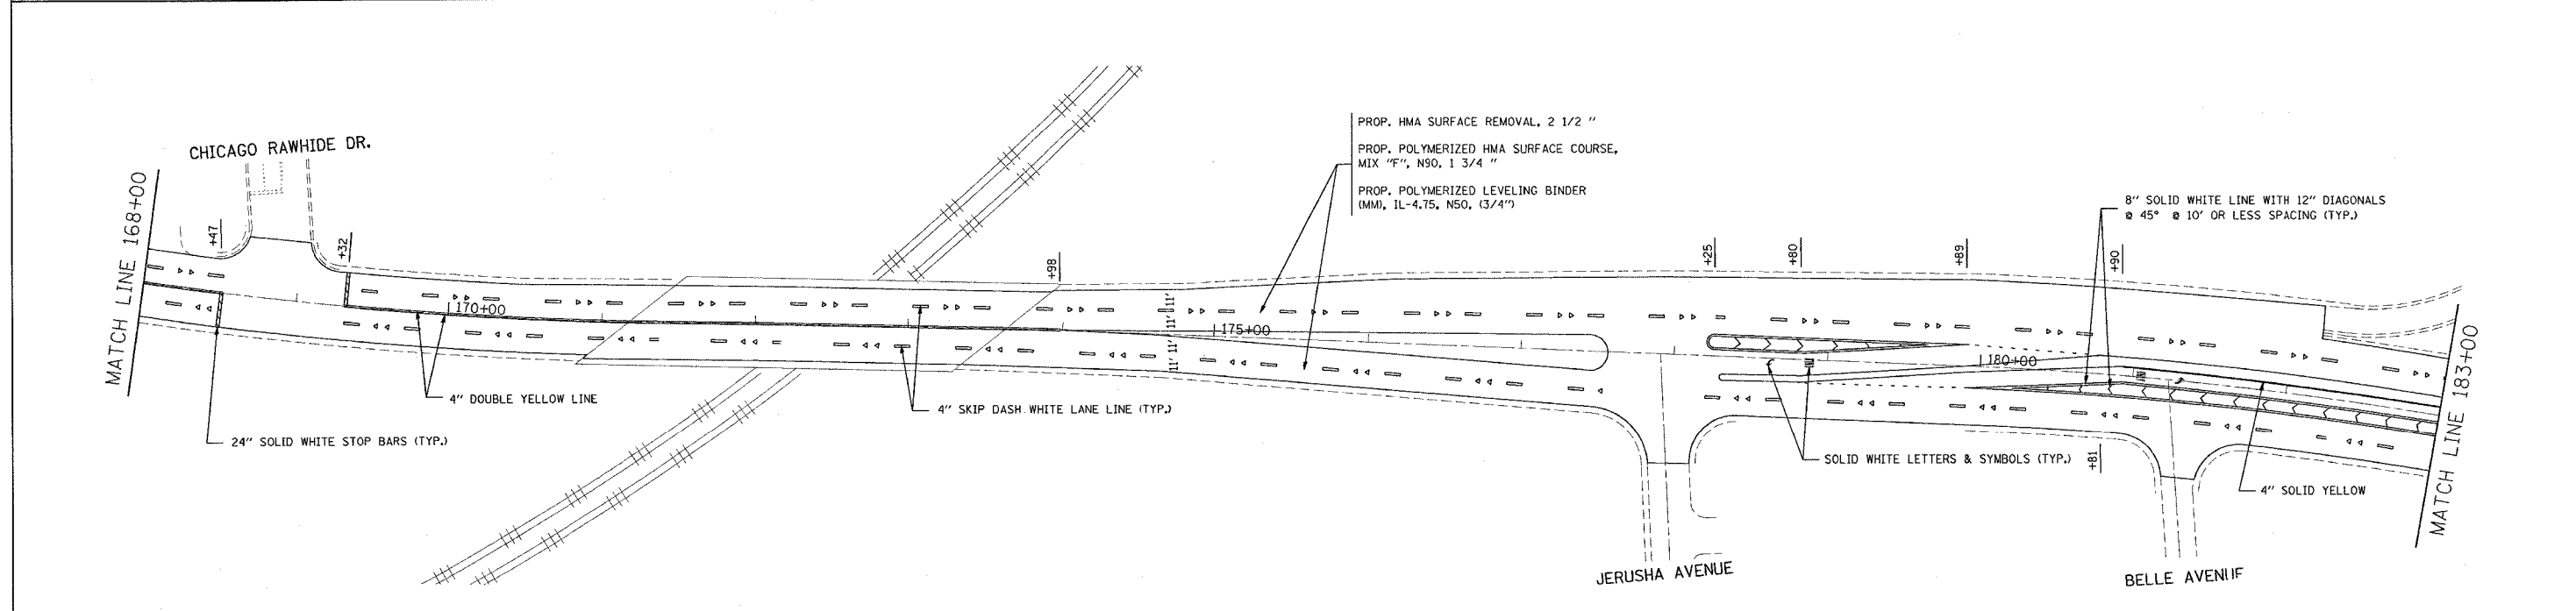 CHICAGO RAWHIDE DR.
MATCH LINE 168+00
+47
+32
170+00
+98
11'
11'
11'
11'
175+00
PROP. HMA SURFACE REMOVAL, 2 1/2 "
PROP. POLYMERIZED HMA SURFACE COURSE,
MIX "F", N90, 1 3/4 "
PROP. POLYMERIZED LEVELING BINDER
(MM), IL-4.75, N50, (3/4")
+25
+80
+89
+90
180+00
8" SOLID WHITE LINE WITH 12" DIAGONALS
@ 45° @ 10' OR LESS SPACING (TYP.)
MATCH LINE 183+00
4" DOUBLE YELLOW LINE
24" SOLID WHITE STOP BARS (TYP.)
4" SKIP DASH WHITE LANE LINE (TYP.)
SOLID WHITE LETTERS & SYMBOLS (TYP.)
+81
4" SOLID YELLOW
JERUSHA AVENUE
BELLE AVENUE